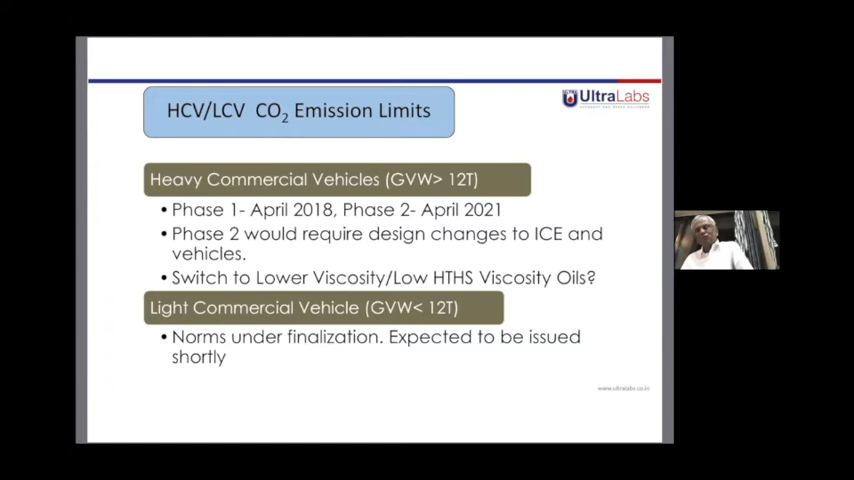 HCV/LCV CO2 Emission Limits
UltraLabs
Heavy Commercial Vehicles (GVW> 12T)
• Phase 1- April 2018, Phase 2- April 2021
• Phase 2 would require design changes to ICE and
vehicles.
• Switch to Lower Viscosity/Low HTHS Viscosity Oils?
Light Commercial Vehicle (GVW< 12T)
• Norms under finalization. Expected to be issued
shortly
www.ultralabs.co.in